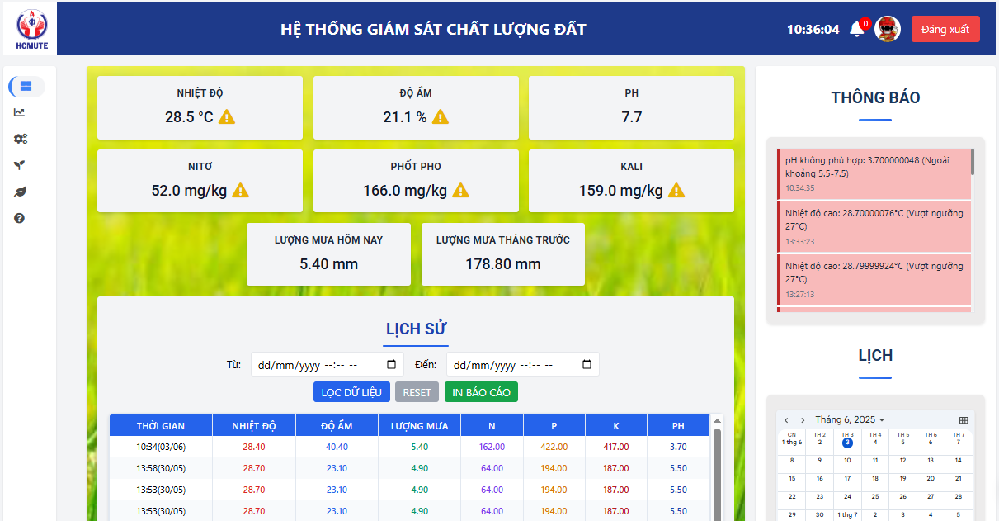 HCMUTE
HỆ THỐNG GIÁM SÁT CHẤT LƯỢNG ĐẤT
10:36:04
0
Đăng xuất
NHIỆT ĐỘ
28.5 °C
ĐỘ ẨM
21.1 %
PH
7.7
NITƠ
52.0 mg/kg
PHỐT PHO
166.0 mg/kg
KALI
159.0 mg/kg
LƯỢNG MƯA HÔM NAY
5.40 mm
LƯỢNG MƯA THÁNG TRƯỚC
178.80 mm
LỊCH SỬ
Từ: dd/mm/yyyy --:-- -- Đến: dd/mm/yyyy --:-- --
LỌC DỮ LIỆU RESET IN BÁO CÁO
THỜI GIAN NHIỆT ĐỘ ĐỘ ẨM LƯỢNG MƯA N P K PH
10:34(03/06) 28.40 40.40 5.40 162.00 422.00 417.00 3.70
13:58(30/05) 28.70 23.10 4.90 64.00 194.00 187.00 5.50
13:53(30/05) 28.70 23.10 4.90 64.00 194.00 187.00 5.50
13:53(30/05) 28.70 23.10 4.90 64.00 194.00 187.00 5.50
THÔNG BÁO
pH không phù hợp: 3.700000048 (Ngoài
khoảng 5.5-7.5)
10:34:35
Nhiệt độ cao: 28.70000076°C (Vượt ngưỡng
27°C)
13:33:23
Nhiệt độ cao: 28.79999924°C (Vượt ngưỡng
27°C)
13:27:13
LỊCH
Tháng 6, 2025
CN TH 2 TH 3 TH 4 TH 5 TH 6 TH 7
1 thg 6 2 3 4 5 6 7
8 9 10 11 12 13 14
15 16 17 18 19 20 21
22 23 24 25 26 27 28
29 30 1 thg 7 2 3 4 5